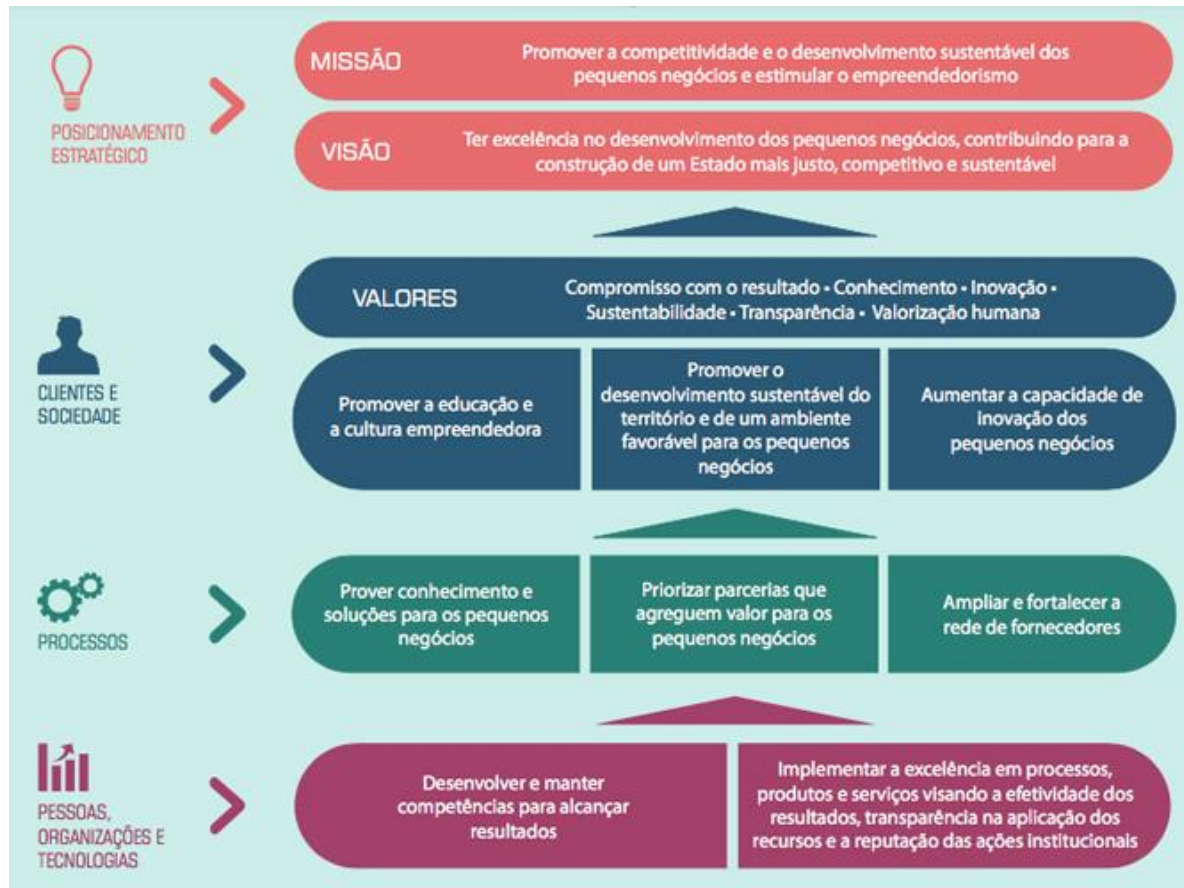 POSICIONAMENTO
ESTRATÉGICO
MISSÃO
Promover a competitividade e o desenvolvimento sustentável dos
pequenos negócios e estimular o empreendedorismo
VISÃO
Ter excelência no desenvolvimento dos pequenos negócios, contribuindo para a
construção de um Estado mais justo, competitivo e sustentável
CLIENTES E
SOCIEDADE
VALORES
Compromisso com o resultado • Conhecimento • Inovação •
Sustentabilidade • Transparência • Valorização humana
Promover a educação e
a cultura empreendedora
Promover o
desenvolvimento sustentável do
território e de um ambiente
favorável para os pequenos
negócios
Aumentar a capacidade de
inovação dos
pequenos negócios
PROCESSOS
Prover conhecimento e
soluções para os pequenos
negócios
Priorizar parcerias que
agreguem valor para os
pequenos negócios
Ampliar e fortalecer a
rede de fornecedores
PESSOAS,
ORGANIZAÇÕES E
TECNOLOGIAS
Desenvolver e manter
competências para alcançar
resultados
Implementar a excelência em processos,
produtos e serviços visando a efetividade dos
resultados, transparência na aplicação dos
recursos e a reputação das ações institucionais